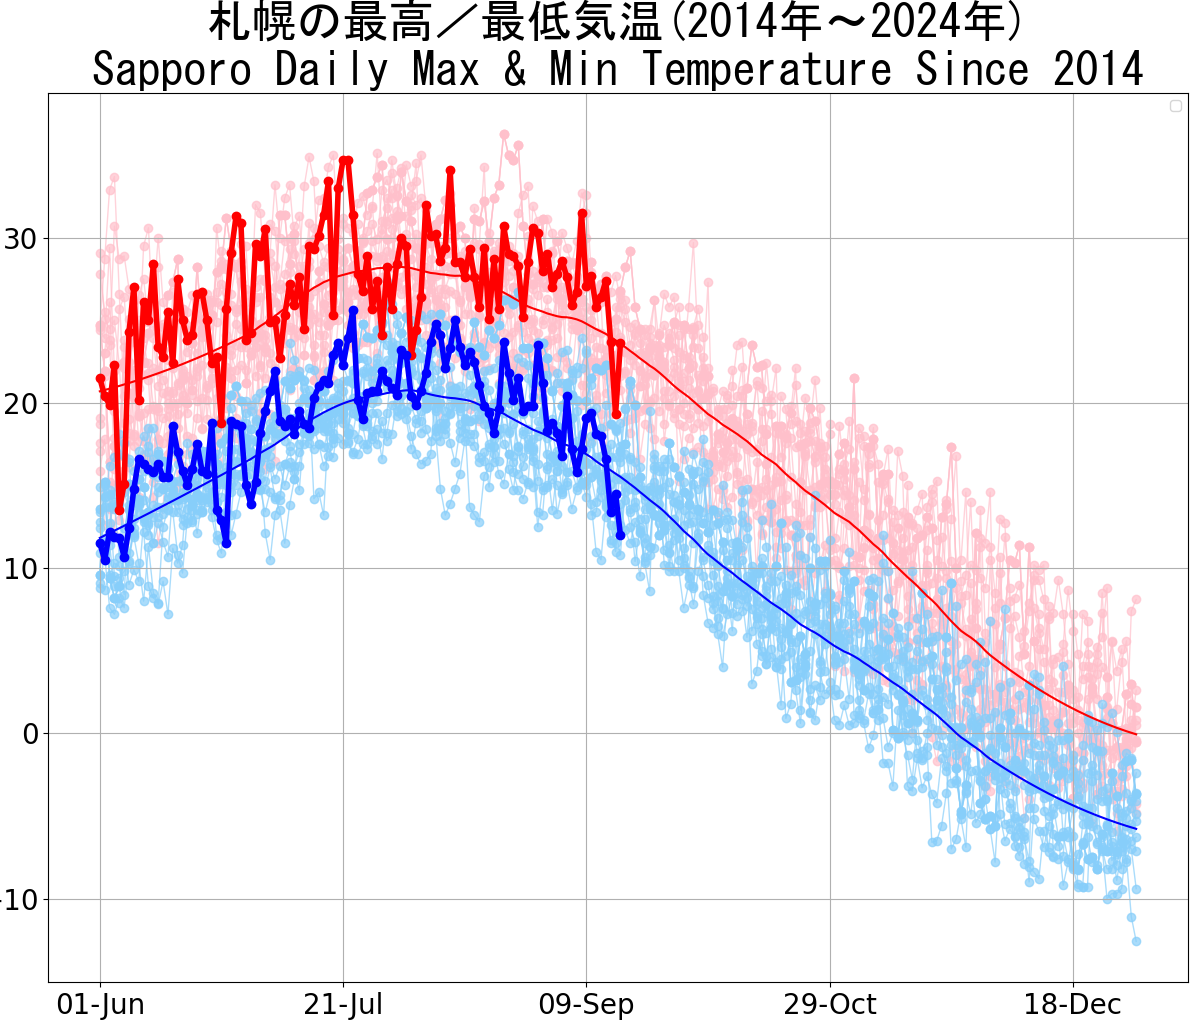 札幌の最高／最低気温(2014年～2024年)
Sapporo Daily Max & Min Temperature Since 2014
30
20
10
0
-10
01-Jun 21-Jul 09-Sep 29-Oct 18-Dec